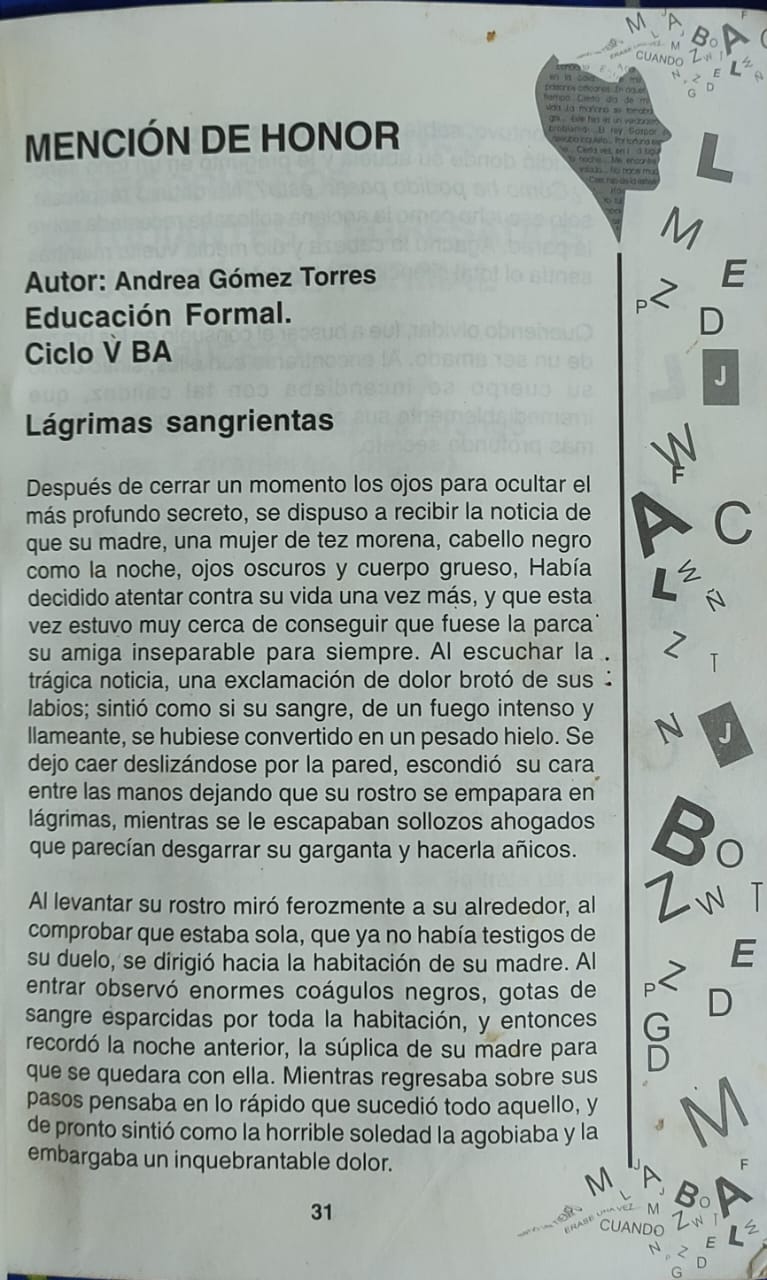 MENCIÓN DE HONOR
Autor: Andrea Gómez Torres
Educación Formal.
Ciclo V BA
Lágrimas sangrientas
Después de cerrar un momento los ojos para ocultar el
más profundo secreto, se dispuso a recibir la noticia de
que su madre, una mujer de tez morena, cabello negro
como la noche, ojos oscuros y cuerpo grueso, Había
decidido atentar contra su vida una vez más, y que esta
vez estuvo muy cerca de conseguir que fuese la parca
su amiga inseparable para siempre. Al escuchar la
trágica noticia, una exclamación de dolor brotó de sus
labios; sintió como si su sangre, de un fuego intenso y
llameante, se hubiese convertido en un pesado hielo. Se
dejo caer deslizándose por la pared, escondió su cara
entre las manos dejando que su rostro se empapara en
lágrimas, mientras se le escapaban sollozos ahogados
que parecían desgarrar su garganta y hacerla añicos.
Al levantar su rostro miró ferozmente a su alrededor, al
comprobar que estaba sola, que ya no había testigos de
su duelo, se dirigió hacia la habitación de su madre. Al
entrar observó enormes coágulos negros, gotas de
sangre esparcidas por toda la habitación, y entonces
recordó la noche anterior, la súplica de su madre para
que se quedara con ella. Mientras regresaba sobre sus
pasos pensaba en lo rápido que sucedió todo aquello, y
de pronto sintió como la horrible soledad la agobiaba y la
embargaba un inquebrantable dolor.
31
M A B O A
CUANDO Z W T L
N Z E D
G
L
M
E
P Z
D
J
W
F
A C
L M Ñ
Z T
N J
B O
Z W T
E
P Z D
G
D
M
J A F
M L J M B O A
ERASE UNA VEZ
CUANDO Z W T L M
N P Z E D
G